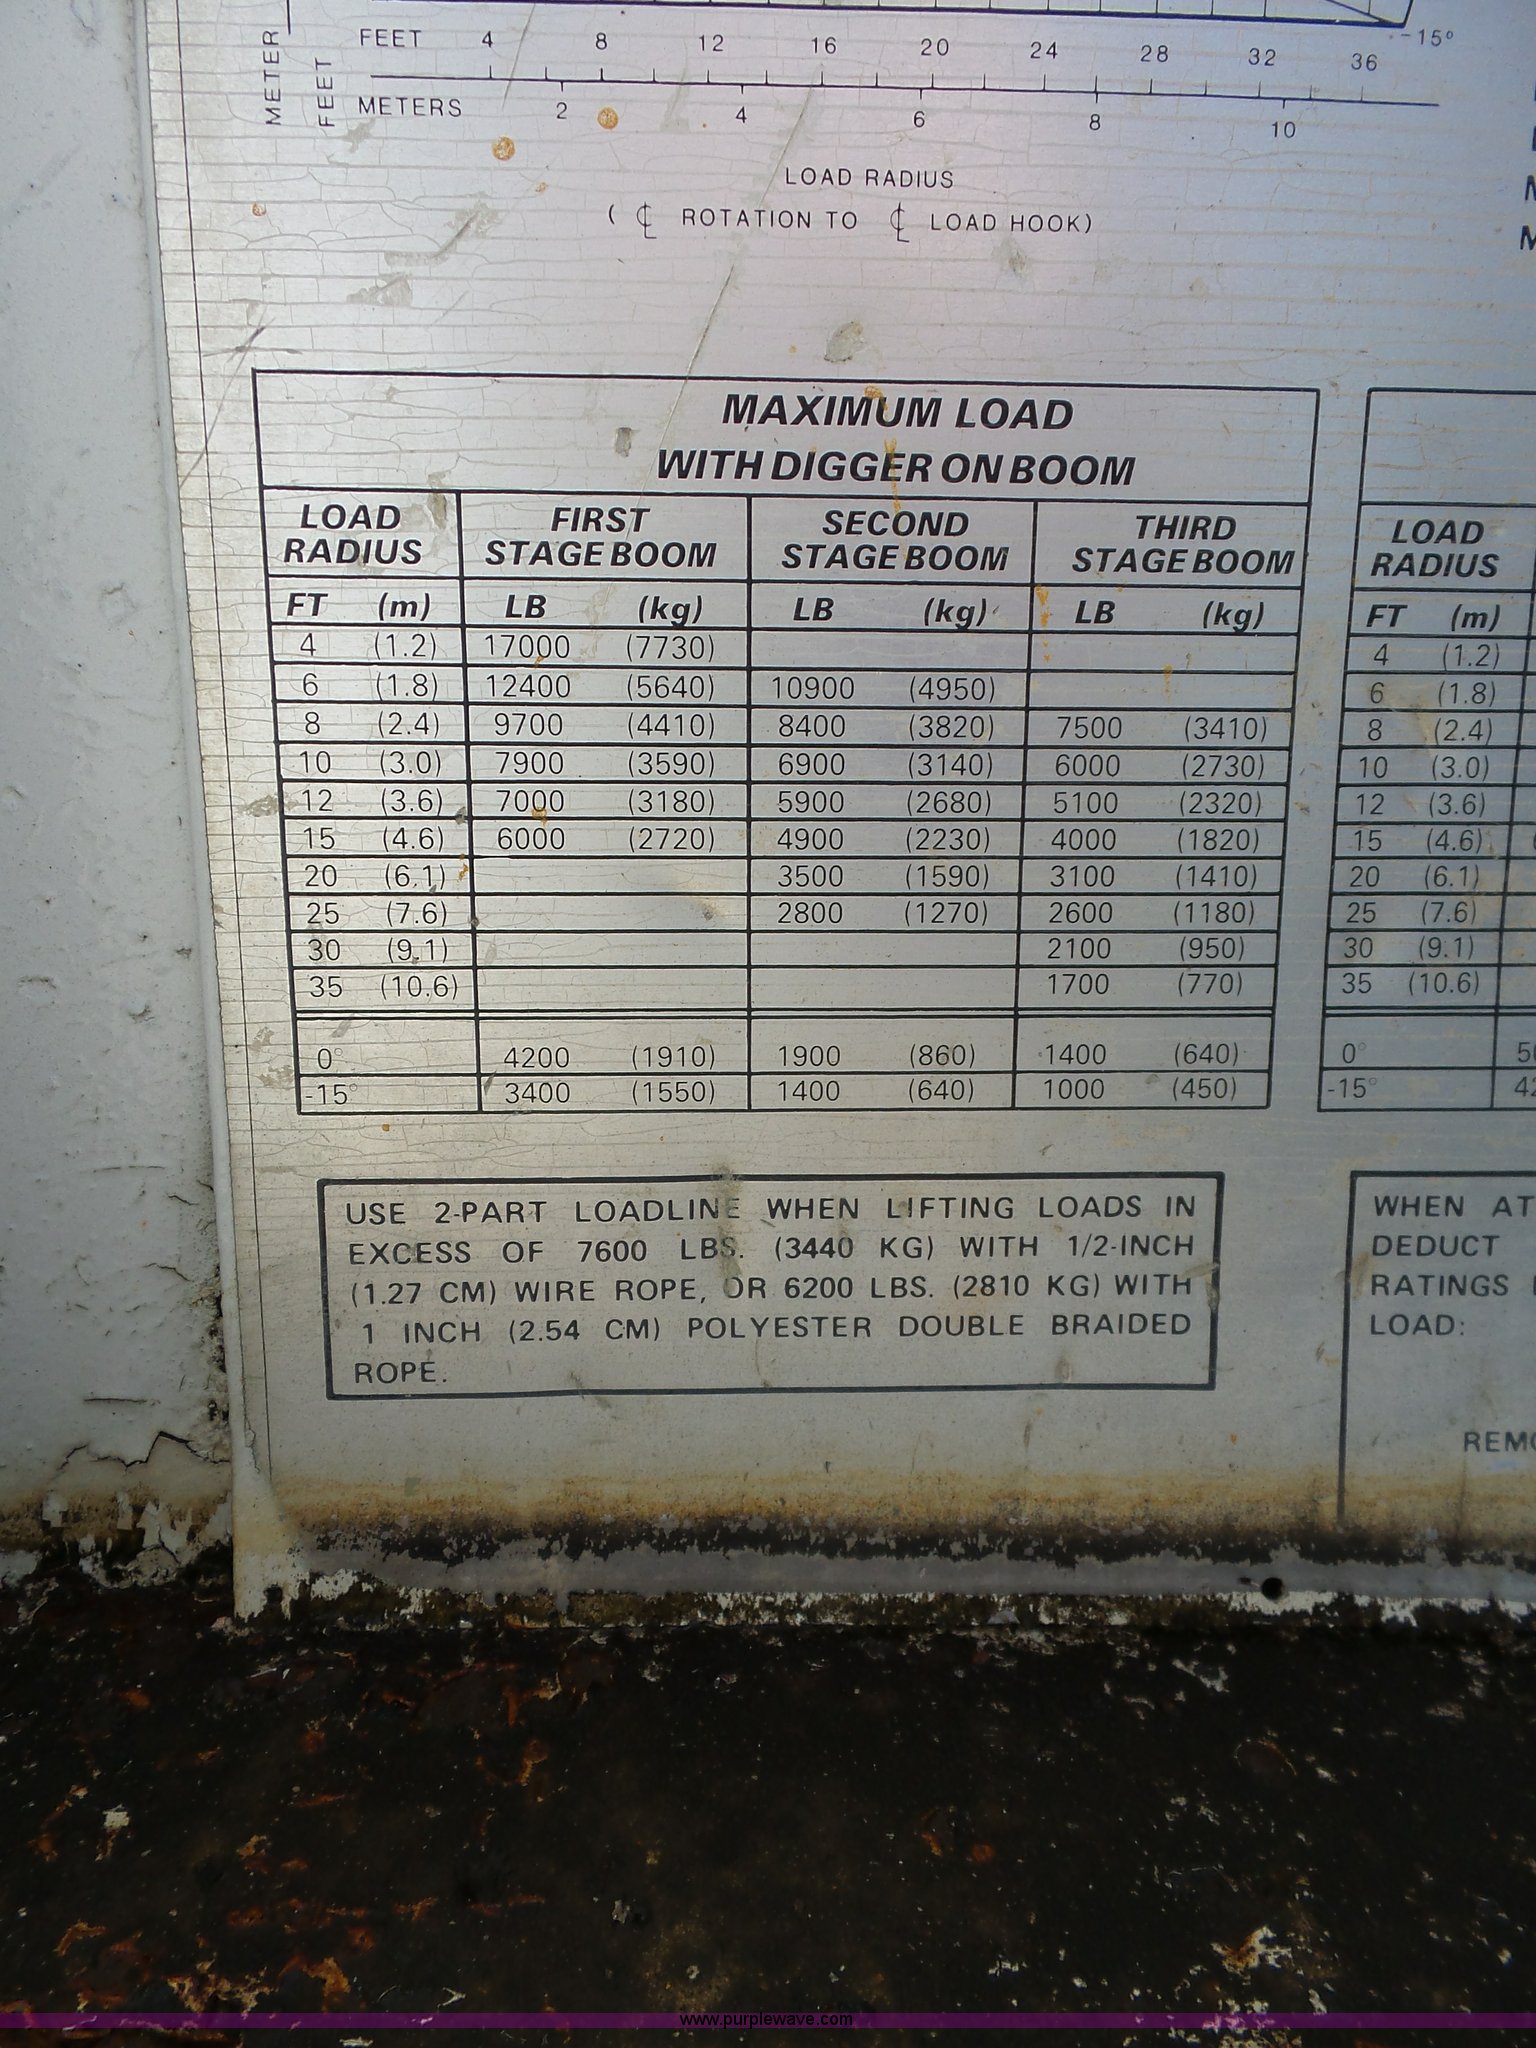 -15°
METER
FEET
FEET 4 8 12 16 20 24 28 32 36
METERS 2 4 6 8 10
LOAD RADIUS
( ℄ ROTATION TO ℄ LOAD HOOK)
MAXIMUM LOAD
WITH DIGGER ON BOOM
LOAD RADIUS FIRST STAGE BOOM SECOND STAGE BOOM THIRD STAGE BOOM
FT (m) LB (kg) LB (kg) LB (kg)
4 (1.2) 17000 (7730)
6 (1.8) 12400 (5640) 10900 (4950)
8 (2.4) 9700 (4410) 8400 (3820) 7500 (3410)
10 (3.0) 7900 (3590) 6900 (3140) 6000 (2730)
12 (3.6) 7000 (3180) 5900 (2680) 5100 (2320)
15 (4.6) 6000 (2720) 4900 (2230) 4000 (1820)
20 (6.1) 3500 (1590) 3100 (1410)
25 (7.6) 2800 (1270) 2600 (1180)
30 (9.1) 2100 (950)
35 (10.6) 1700 (770)
0° 4200 (1910) 1900 (860) 1400 (640)
-15° 3400 (1550) 1400 (640) 1000 (450)
LOAD
RADIUS
FT (m)
4 (1.2)
6 (1.8)
8 (2.4)
10 (3.0)
12 (3.6)
15 (4.6)
20 (6.1)
25 (7.6)
30 (9.1)
35 (10.6)
0°
-15°
USE 2-PART LOADLINE WHEN LIFTING LOADS IN
EXCESS OF 7600 LBS. (3440 KG) WITH 1/2-INCH
(1.27 CM) WIRE ROPE, OR 6200 LBS. (2810 KG) WITH
1 INCH (2.54 CM) POLYESTER DOUBLE BRAIDED
ROPE.
WHEN AT
DEDUCT
RATINGS
LOAD:
REMO
www.purplewave.com